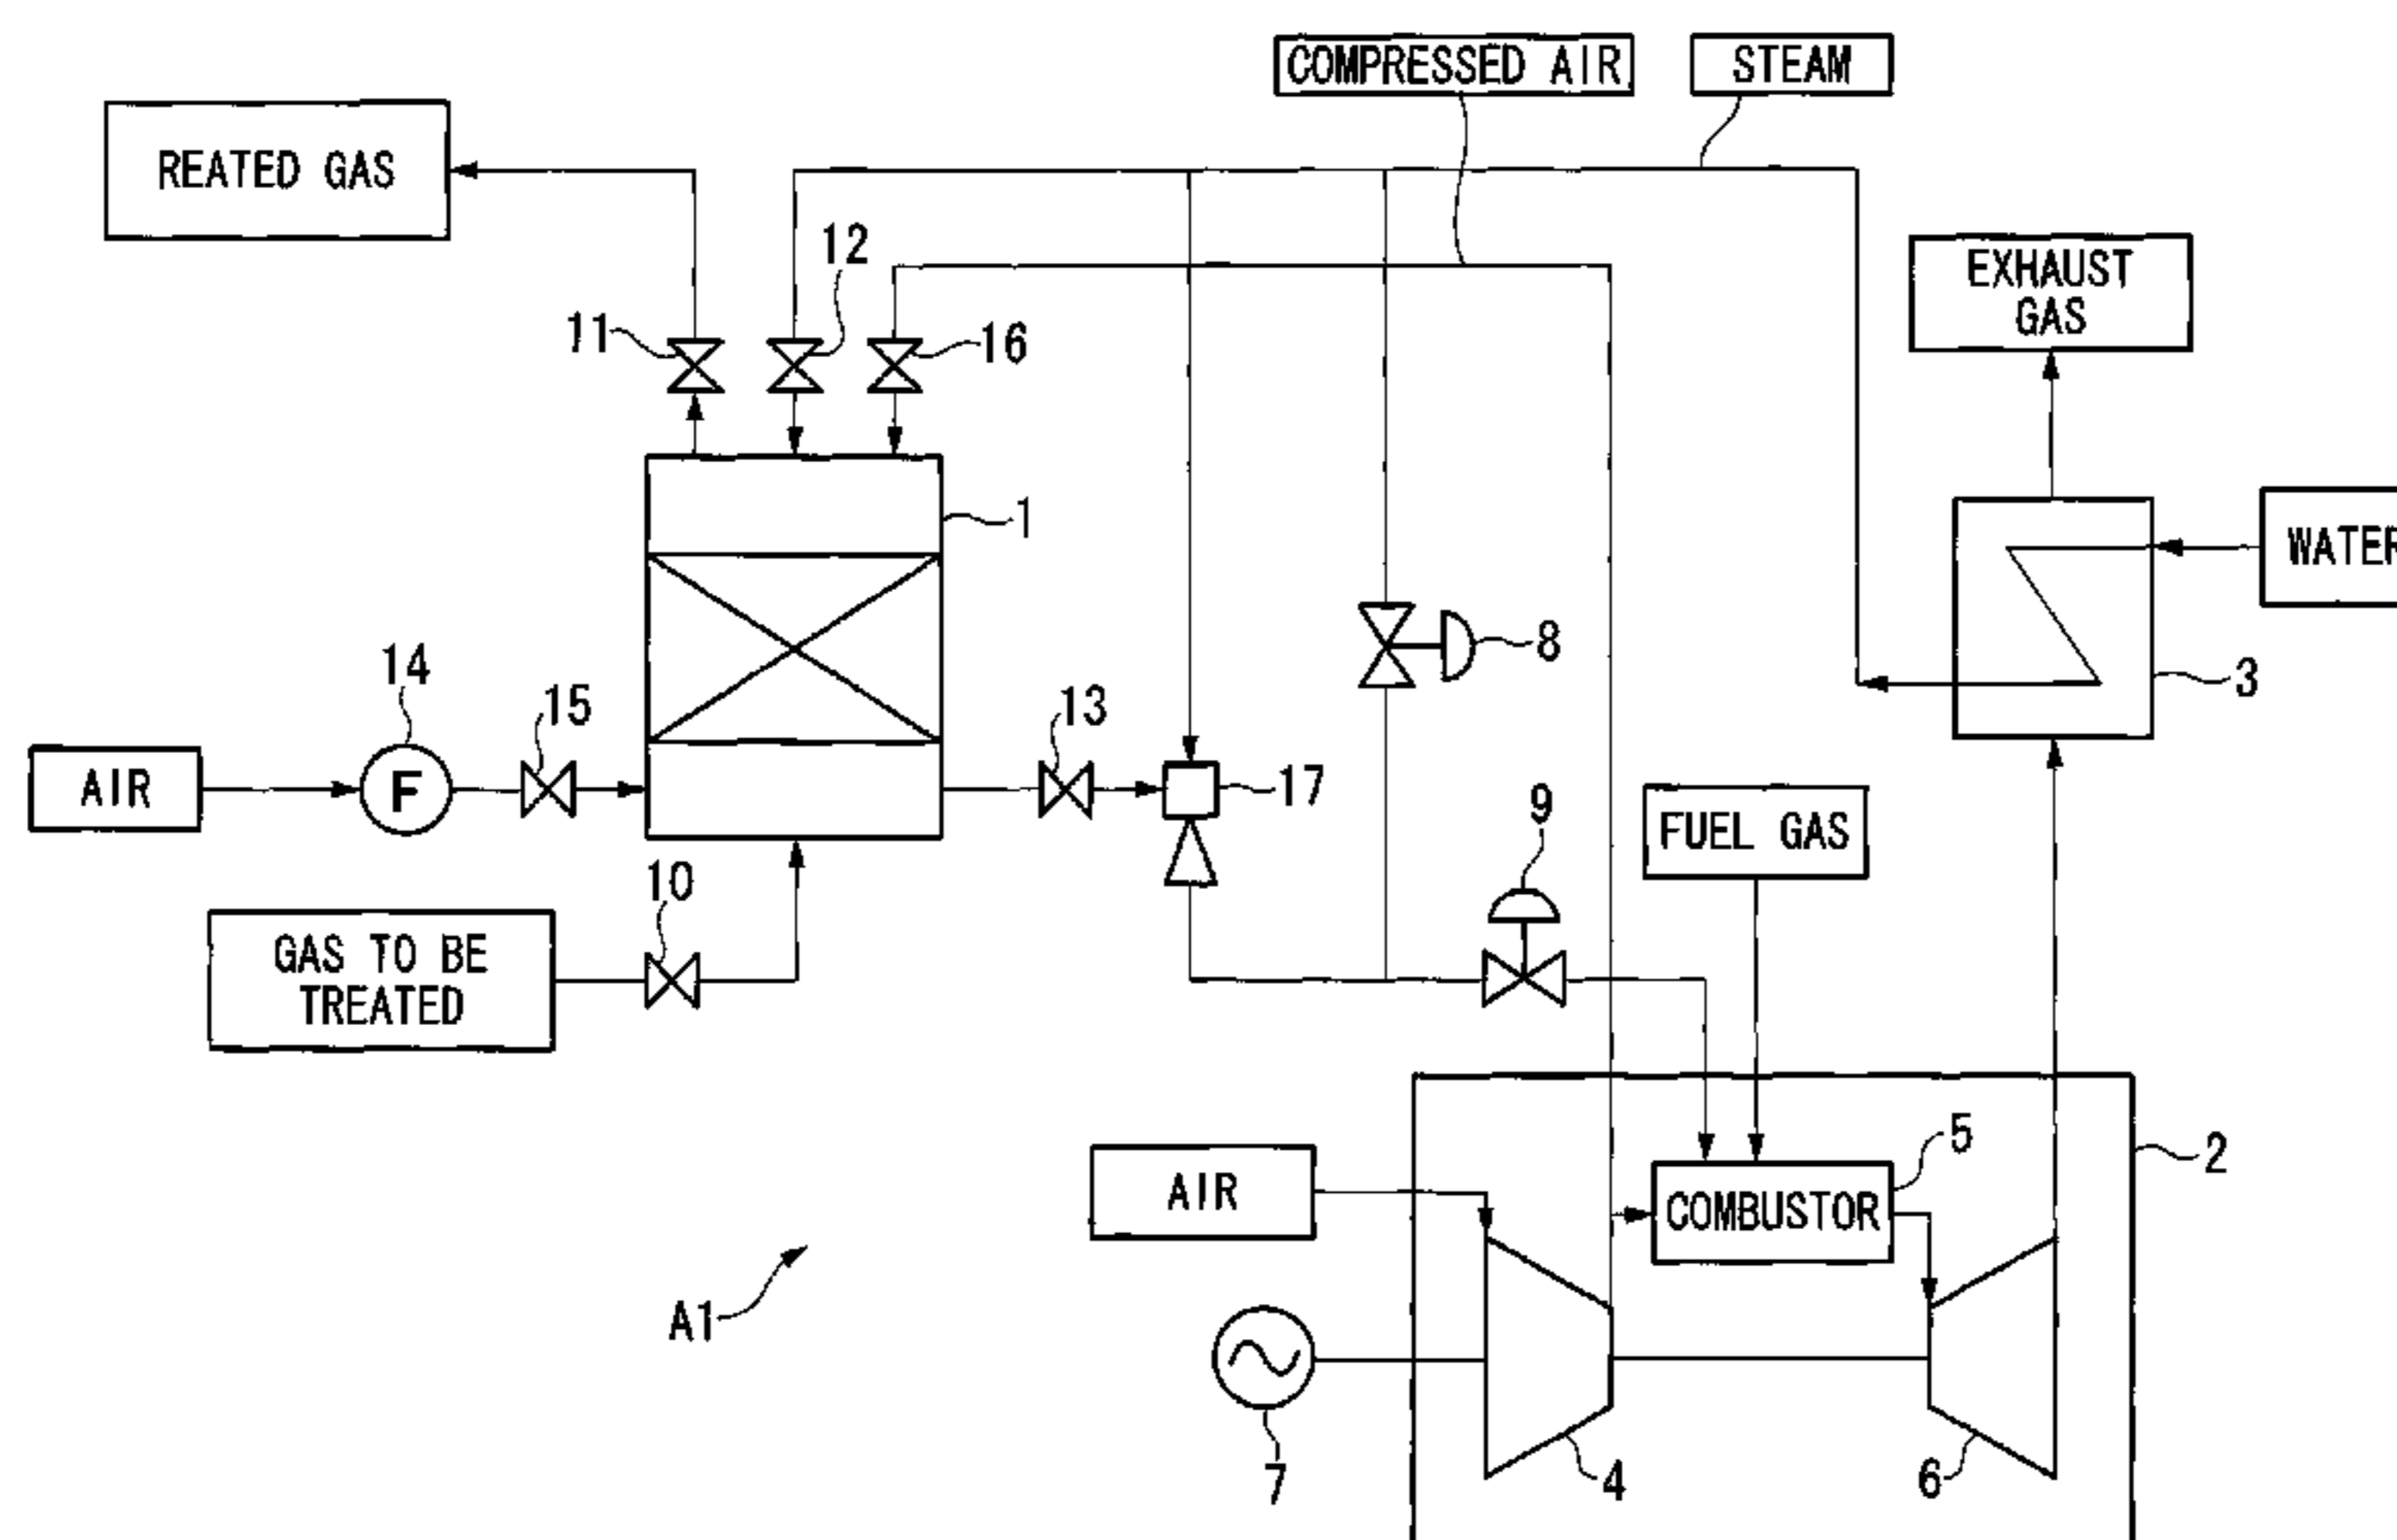 COMPRESSED AIR
STEAM
REATED GAS
12
11
16
EXHAUST
GAS
1
WATER
8
3
14
15
13
AIR
F
17
9
FUEL GAS
10
GAS TO BE
TREATED
5
2
AIR
COMBUSTOR
A1
7
4
6